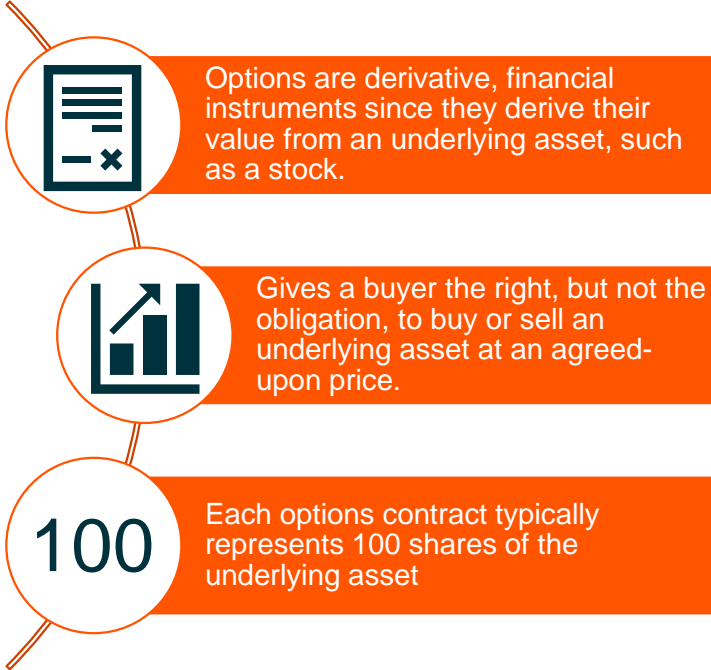 Options are derivative, financial
instruments since they derive their
value from an underlying asset, such
as a stock.
Gives a buyer the right, but not the
obligation, to buy or sell an
underlying asset at an agreed-
upon price.
100
Each options contract typically
represents 100 shares of the
underlying asset